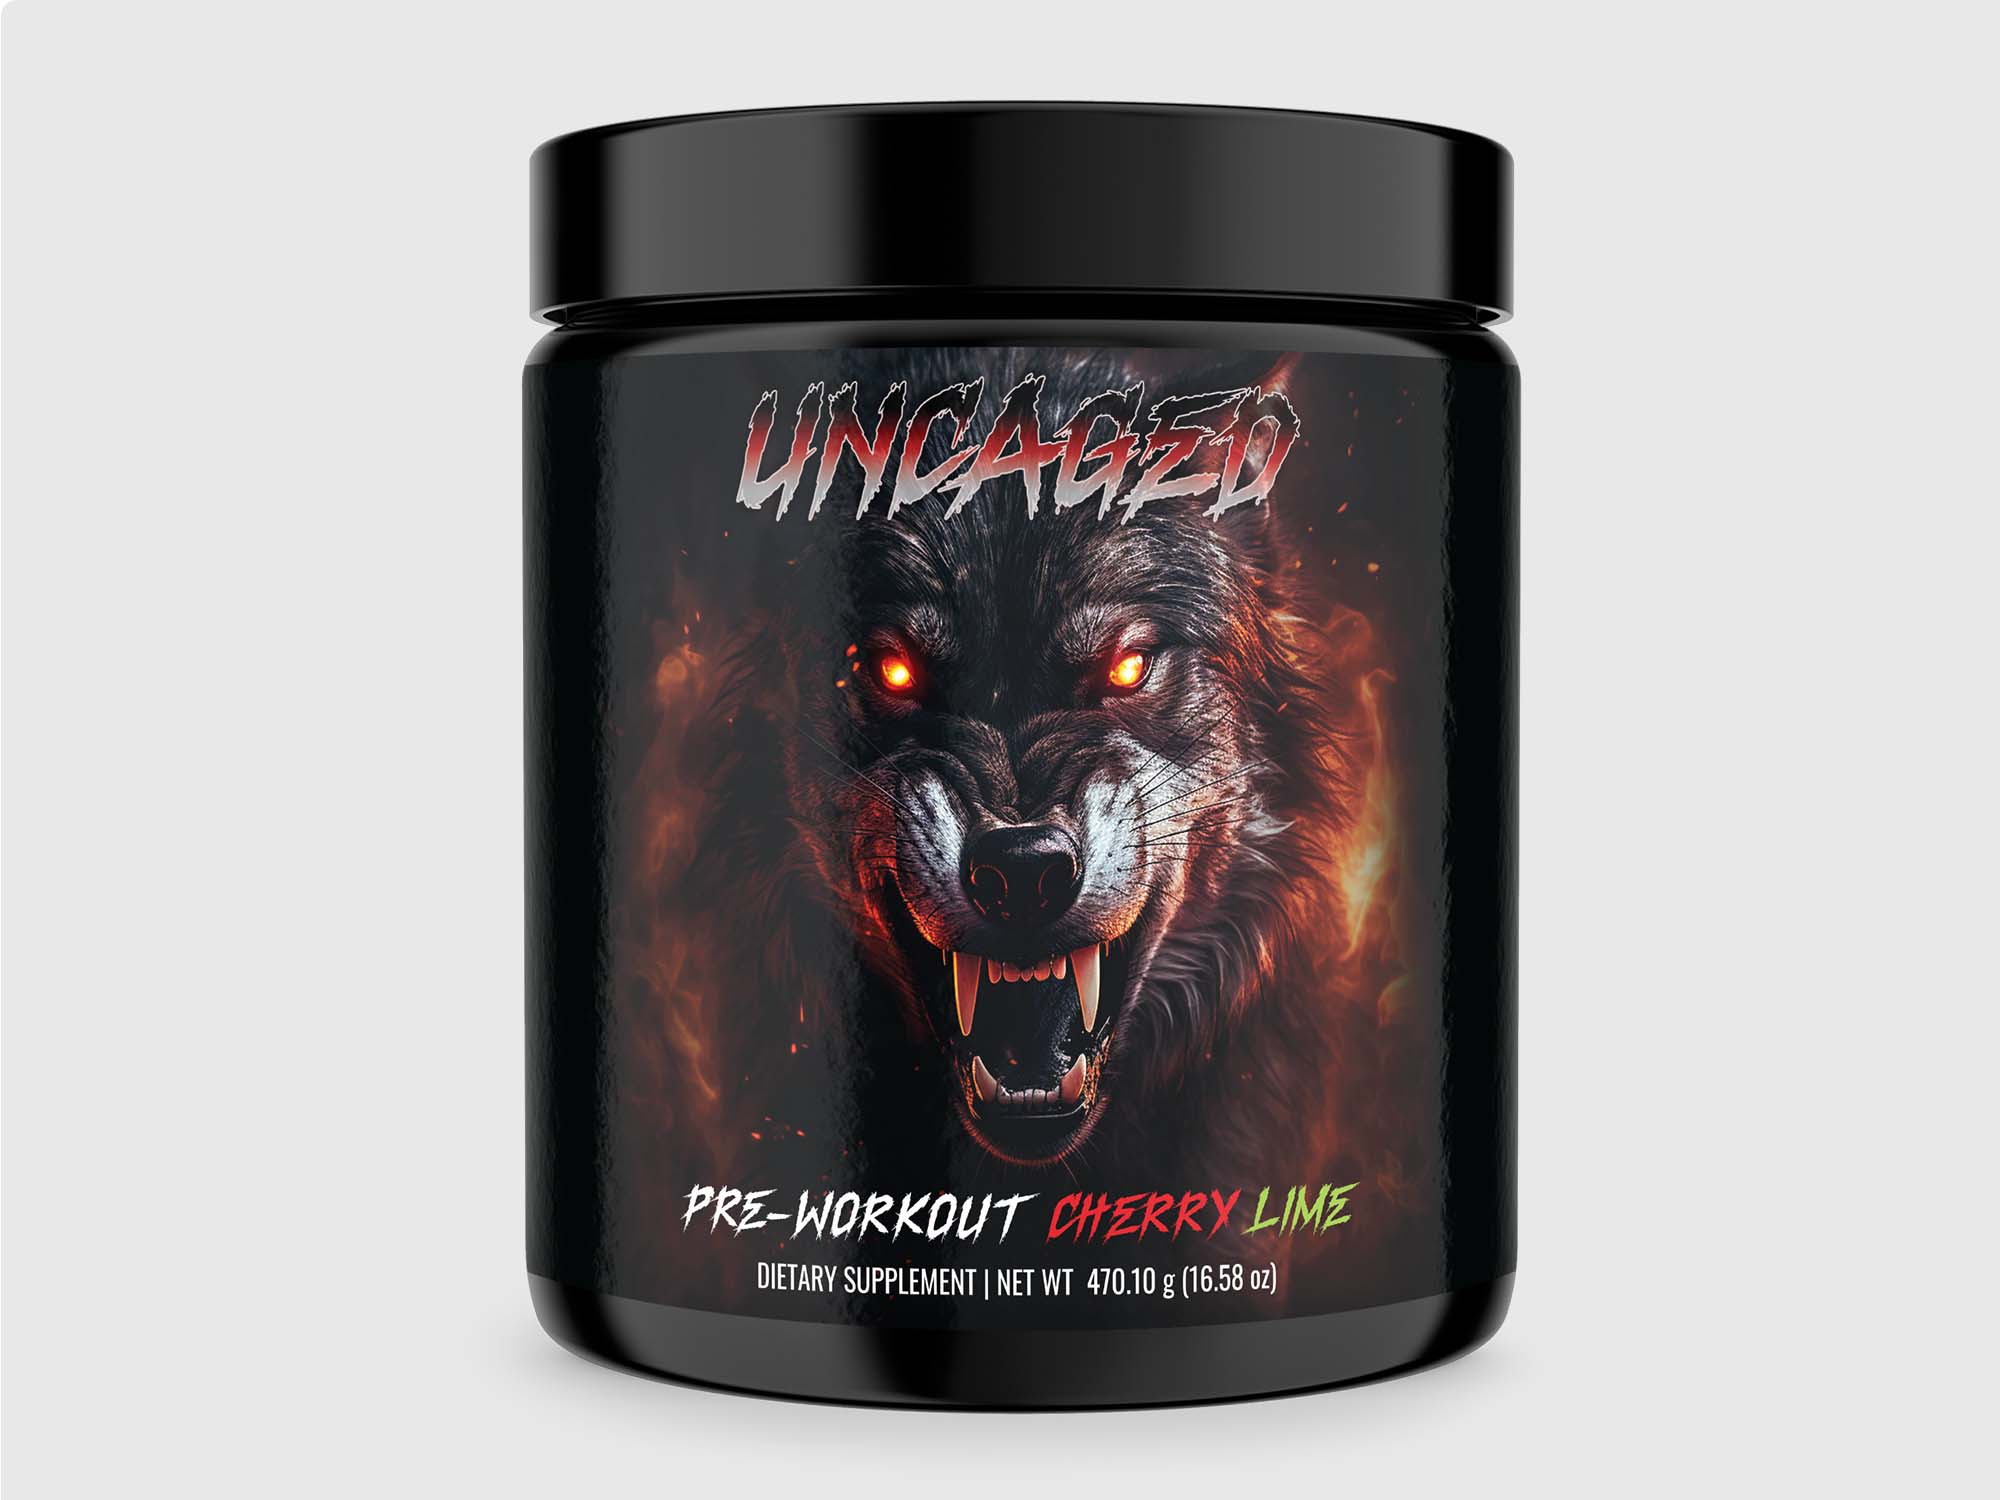 UNCAGED
PRE-WORKOUT CHERRY LIME
DIETARY SUPPLEMENT | NET WT 470.10 g (16.58 oz)